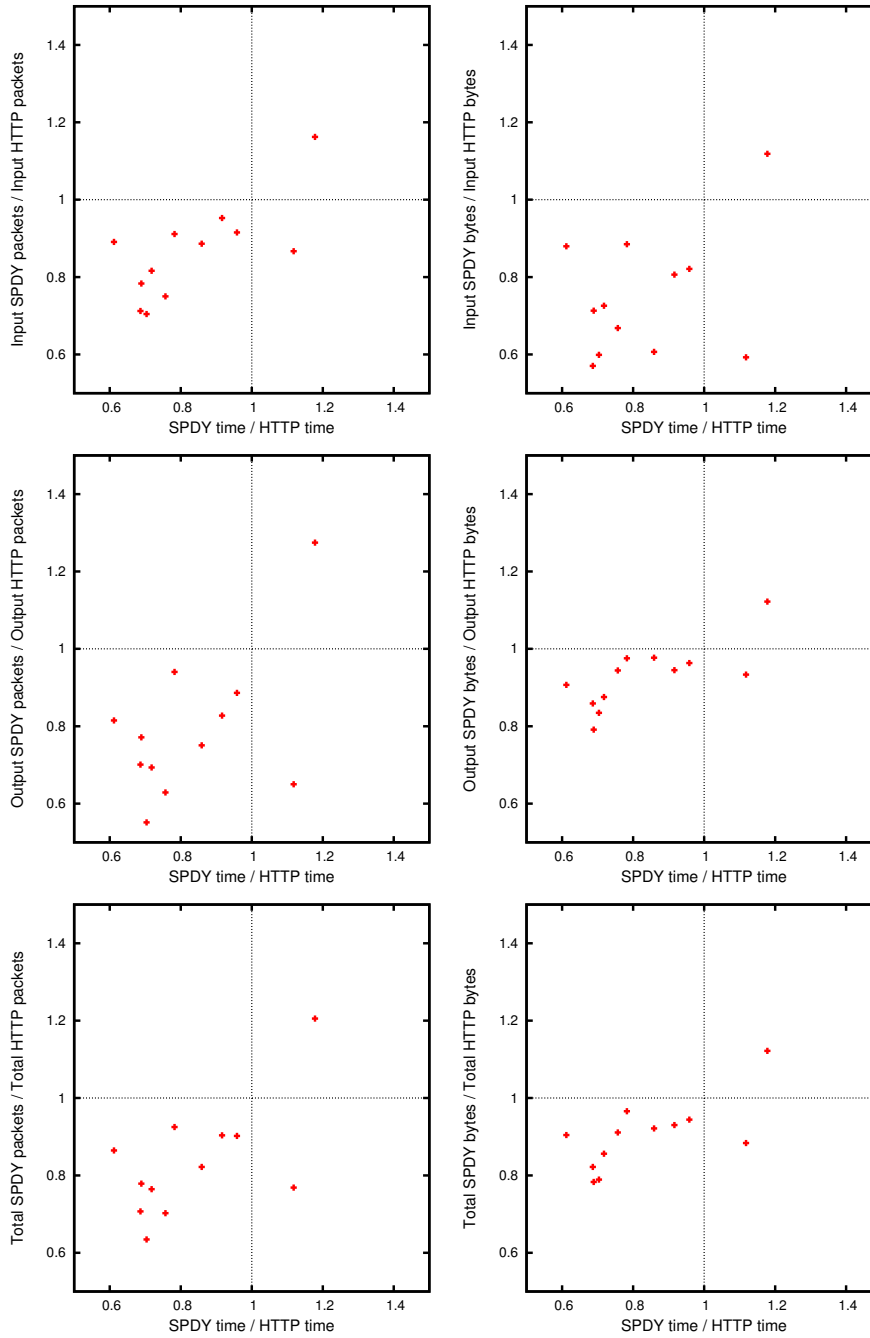 Input SPDY packets / Input HTTP packets
1.4
1.2
1
0.8
0.6
0.6 0.8 1 1.2 1.4
SPDY time / HTTP time
Input SPDY bytes / Input HTTP bytes
1.4
1.2
1
0.8
0.6
0.6 0.8 1 1.2 1.4
SPDY time / HTTP time
Output SPDY packets / Output HTTP packets
1.4
1.2
1
0.8
0.6
0.6 0.8 1 1.2 1.4
SPDY time / HTTP time
Output SPDY bytes / Output HTTP bytes
1.4
1.2
1
0.8
0.6
0.6 0.8 1 1.2 1.4
SPDY time / HTTP time
Total SPDY packets / Total HTTP packets
1.4
1.2
1
0.8
0.6
0.6 0.8 1 1.2 1.4
SPDY time / HTTP time
Total SPDY bytes / Total HTTP bytes
1.4
1.2
1
0.8
0.6
0.6 0.8 1 1.2 1.4
SPDY time / HTTP time